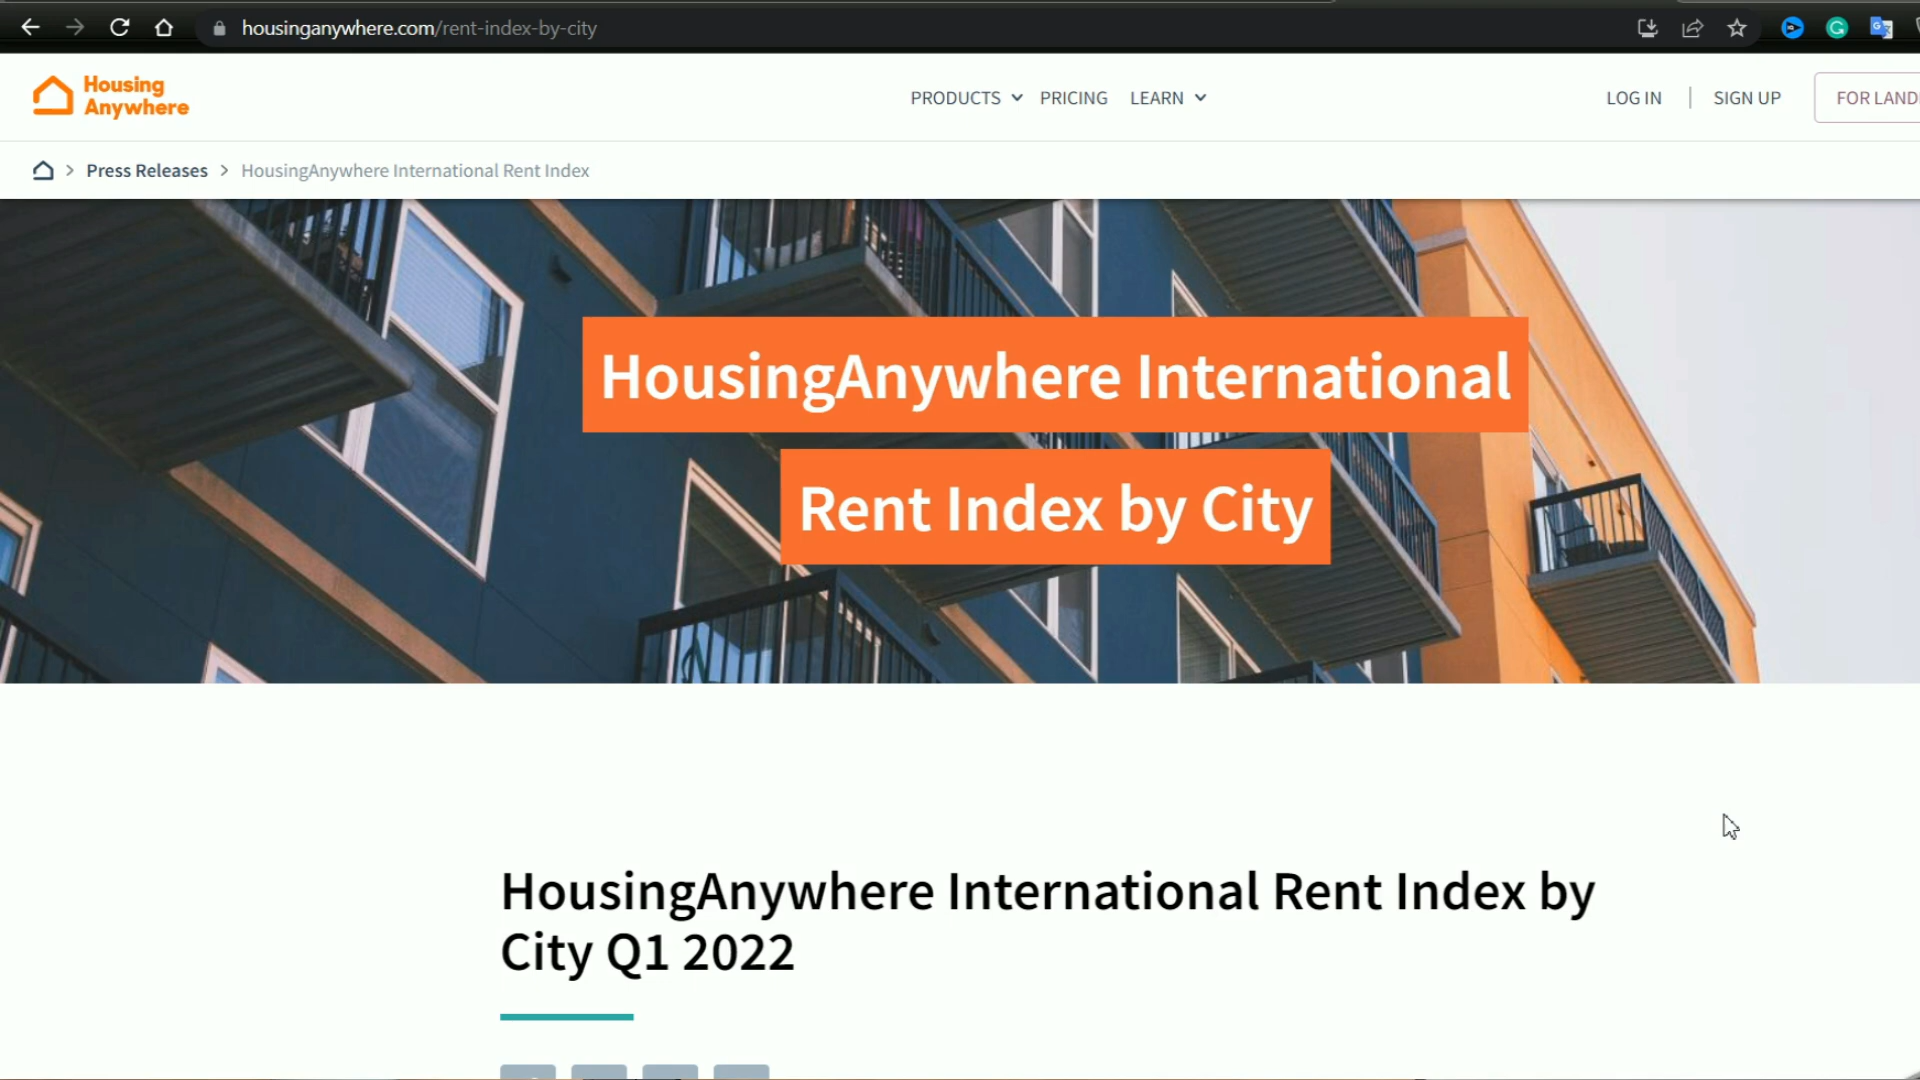 housinganywhere.com/rent-index-by-city
Housing
Anywhere
PRODUCTS
PRICING
LEARN
LOG IN
SIGN UP
FOR LAND
Press Releases
HousingAnywhere International Rent Index
HousingAnywhere International
Rent Index by City
HousingAnywhere International Rent Index by
City Q1 2022